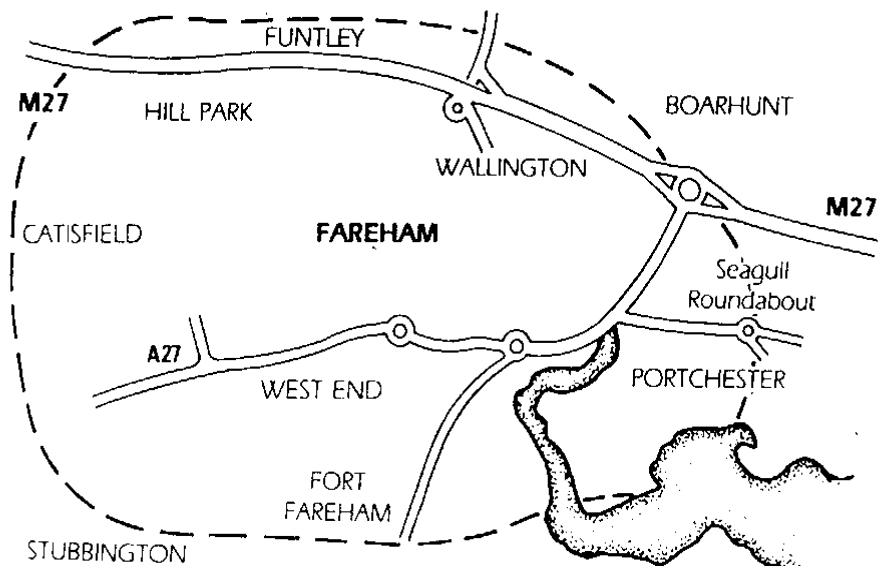 FUNTLEY
M27
HILL PARK
BOARHUNT
WALLINGTON
M27
CATISFIELD
FAREHAM
Seagull
Roundabout
A27
WEST END
PORTCHESTER
FORT
FAREHAM
STUBBINGTON